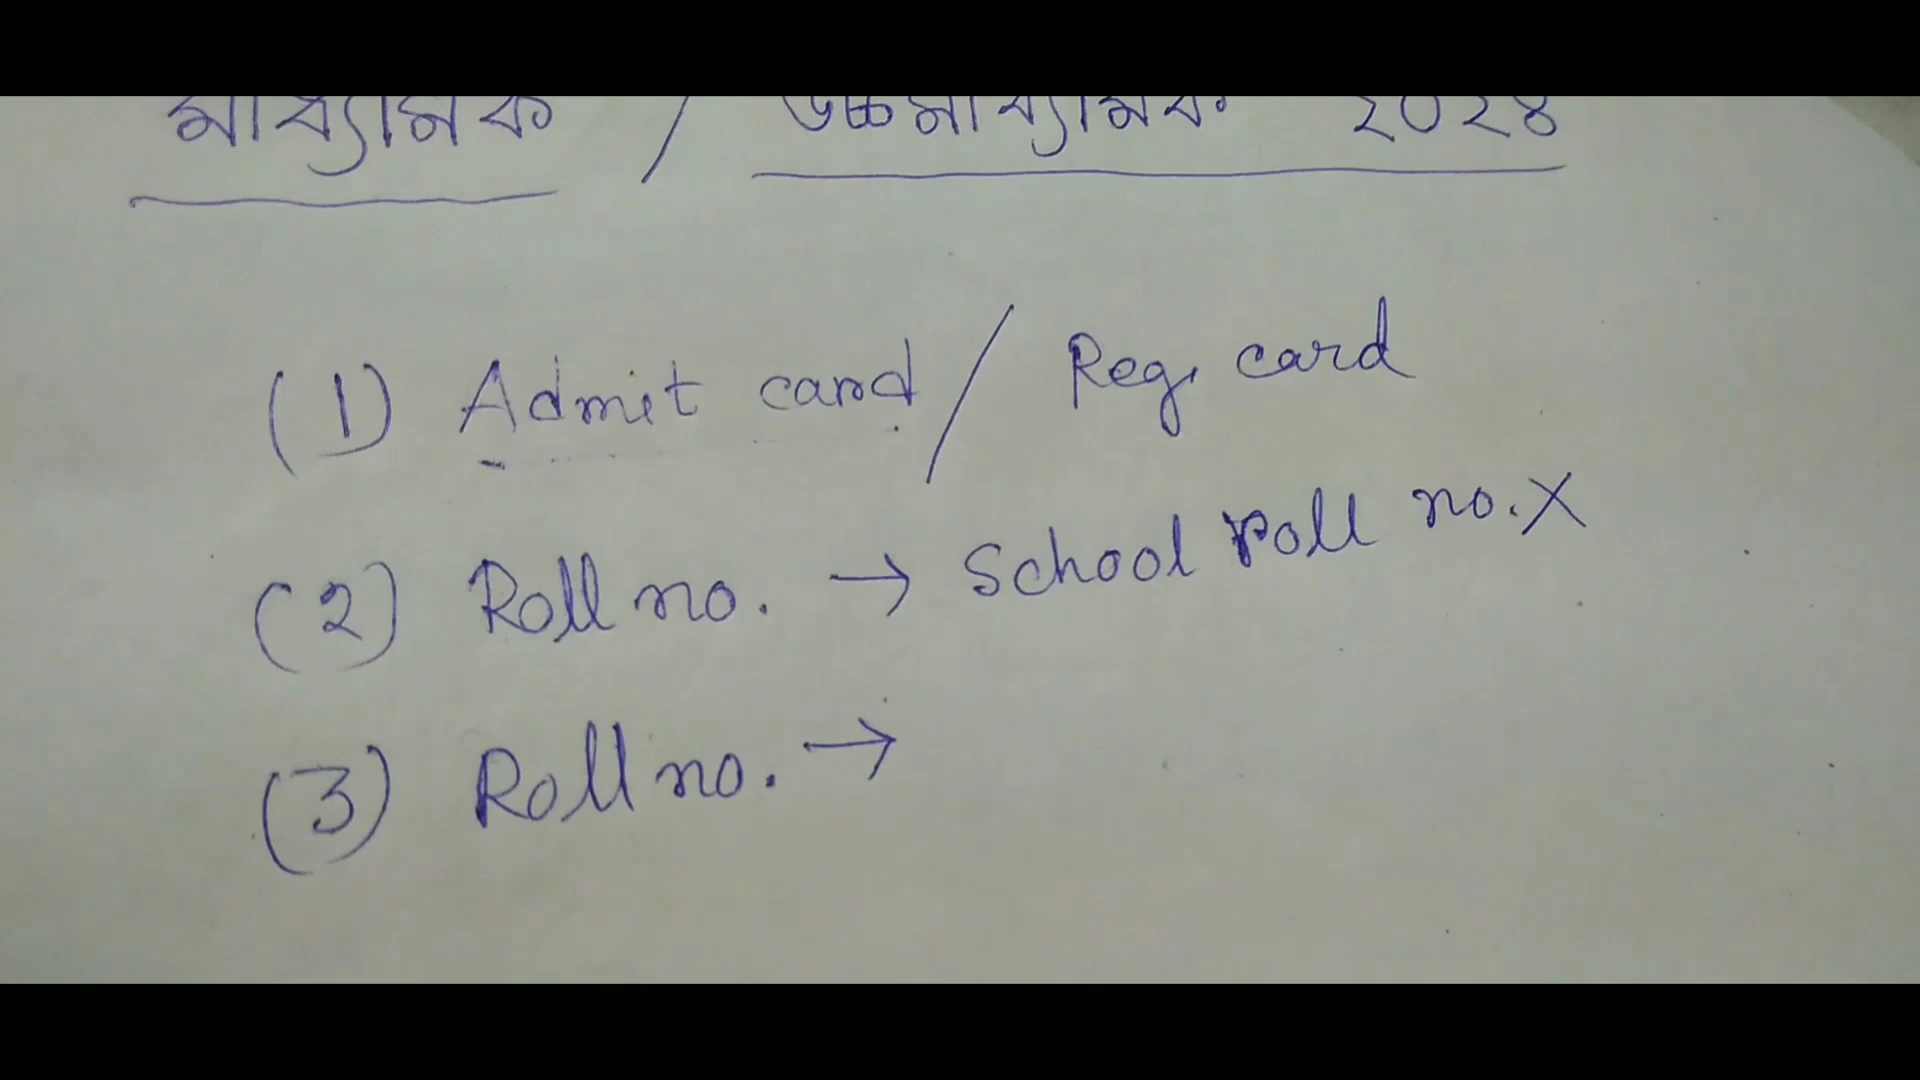 মাধ্যমিক / উচ্চমাধ্যমিক ২০২৪
(1) Admit card / Reg. card
(2) Roll no. → School roll no. X
(3) Roll no. →